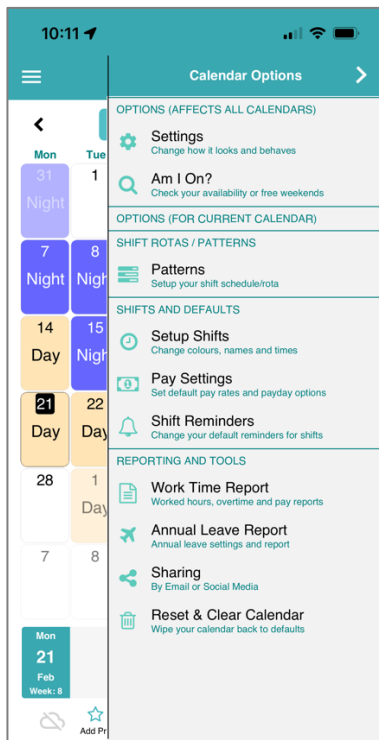 10:11
Calendar Options
Mon Tue
31 1
Night
7 8
Night Nigh
14 15
Day Nigh
21 22
Day Day
28 1
Day
7 8
Mon
21
Feb
Week: 8
Add Pr
OPTIONS (AFFECTS ALL CALENDARS)
Settings
Change how it looks and behaves
Am I On?
Check your availability or free weekends
OPTIONS (FOR CURRENT CALENDAR)
SHIFT ROTAS / PATTERNS
Patterns
Setup your shift schedule/rota
SHIFTS AND DEFAULTS
Setup Shifts
Change colours, names and times
Pay Settings
Set default pay rates and payday options
Shift Reminders
Change your default reminders for shifts
REPORTING AND TOOLS
Work Time Report
Worked hours, overtime and pay reports
Annual Leave Report
Annual leave settings and report
Sharing
By Email or Social Media
Reset & Clear Calendar
Wipe your calendar back to defaults